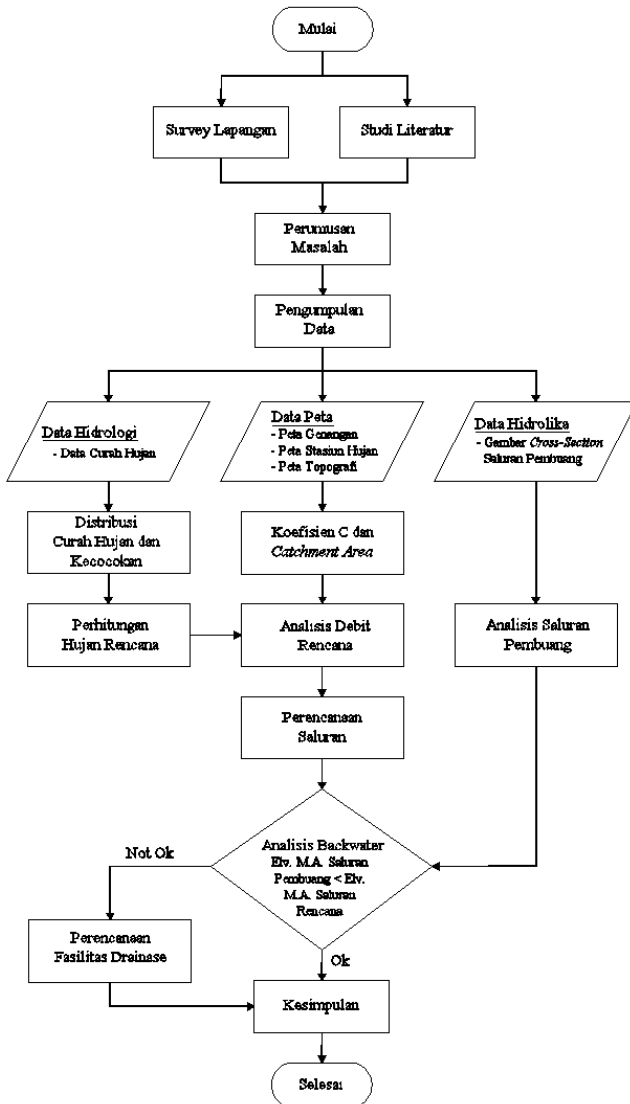 Mulai
Survey Lapangan
Studi Literatur
Perumusan
Masalah
Pengumpulan
Data
Data Hidrologi
- Data Curah Hujan
Data Peta
- Peta Genangan
- Peta Stasiun Hujan
- Peta Topografi
Data Hidrolika
- Gambar Cross-Section
Saluran Pembuang
Distribusi
Curah Hujan dan
Kecocokan
Koefisien C dan
Catchment Area
Perhitungan
Hujan Rencana
Analisis Debit
Rencana
Analisis Saluran
Pembuang
Perencanaan
Saluran
Analisis Backwater
Elv. M.A. Saluran
Pembuang < Elv.
M.A. Saluran
Rencana
Not Ok
Perencanaan
Fasilitas Drainase
Ok
Kesimpulan
Selesai